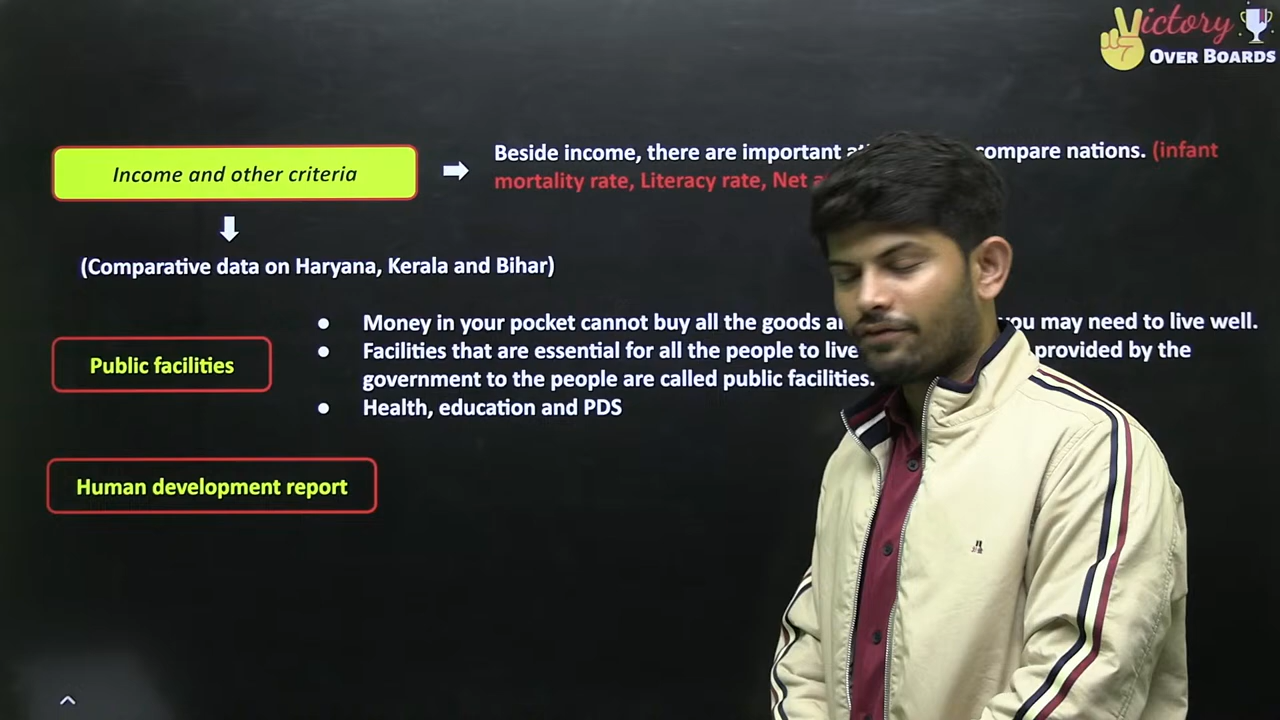 Victory
OVER BOARDS
Income and other criteria
Beside income, there are important compare nations. (infant
mortality rate, Literacy rate, Net
(Comparative data on Haryana, Kerala and Bihar)
Public facilities
● Money in your pocket cannot buy all the goods you may need to live well.
● Facilities that are essential for all the people to live provided by the
government to the people are called public facilities.
● Health, education and PDS
Human development report